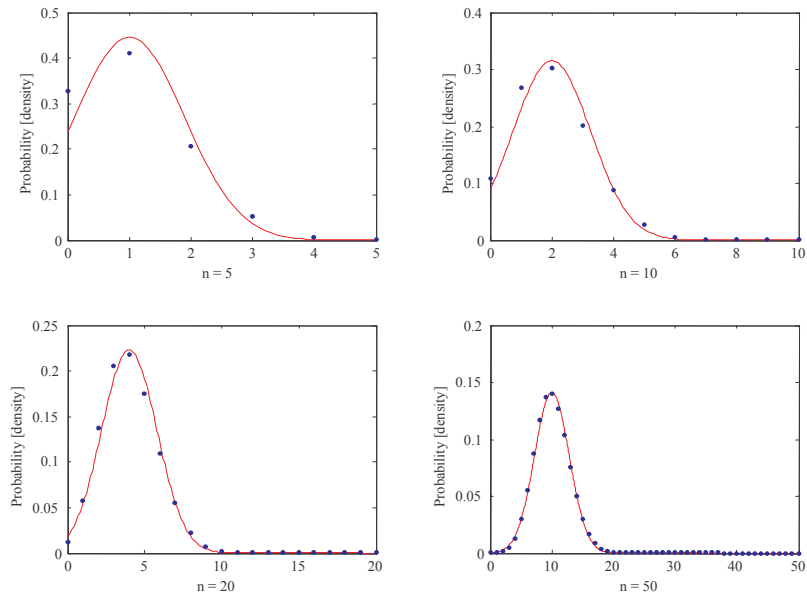 Probability [density]
0.5
0.4
0.3
0.2
0.1
0
0 1 2 3 4 5
n = 5
Probability [density]
0.4
0.3
0.2
0.1
0
0 2 4 6 8 10
n = 10
Probability [density]
0.25
0.2
0.15
0.1
0.05
0
0 5 10 15 20
n = 20
Probability [density]
0.2
0.15
0.1
0.05
0
0 10 20 30 40 50
n = 50